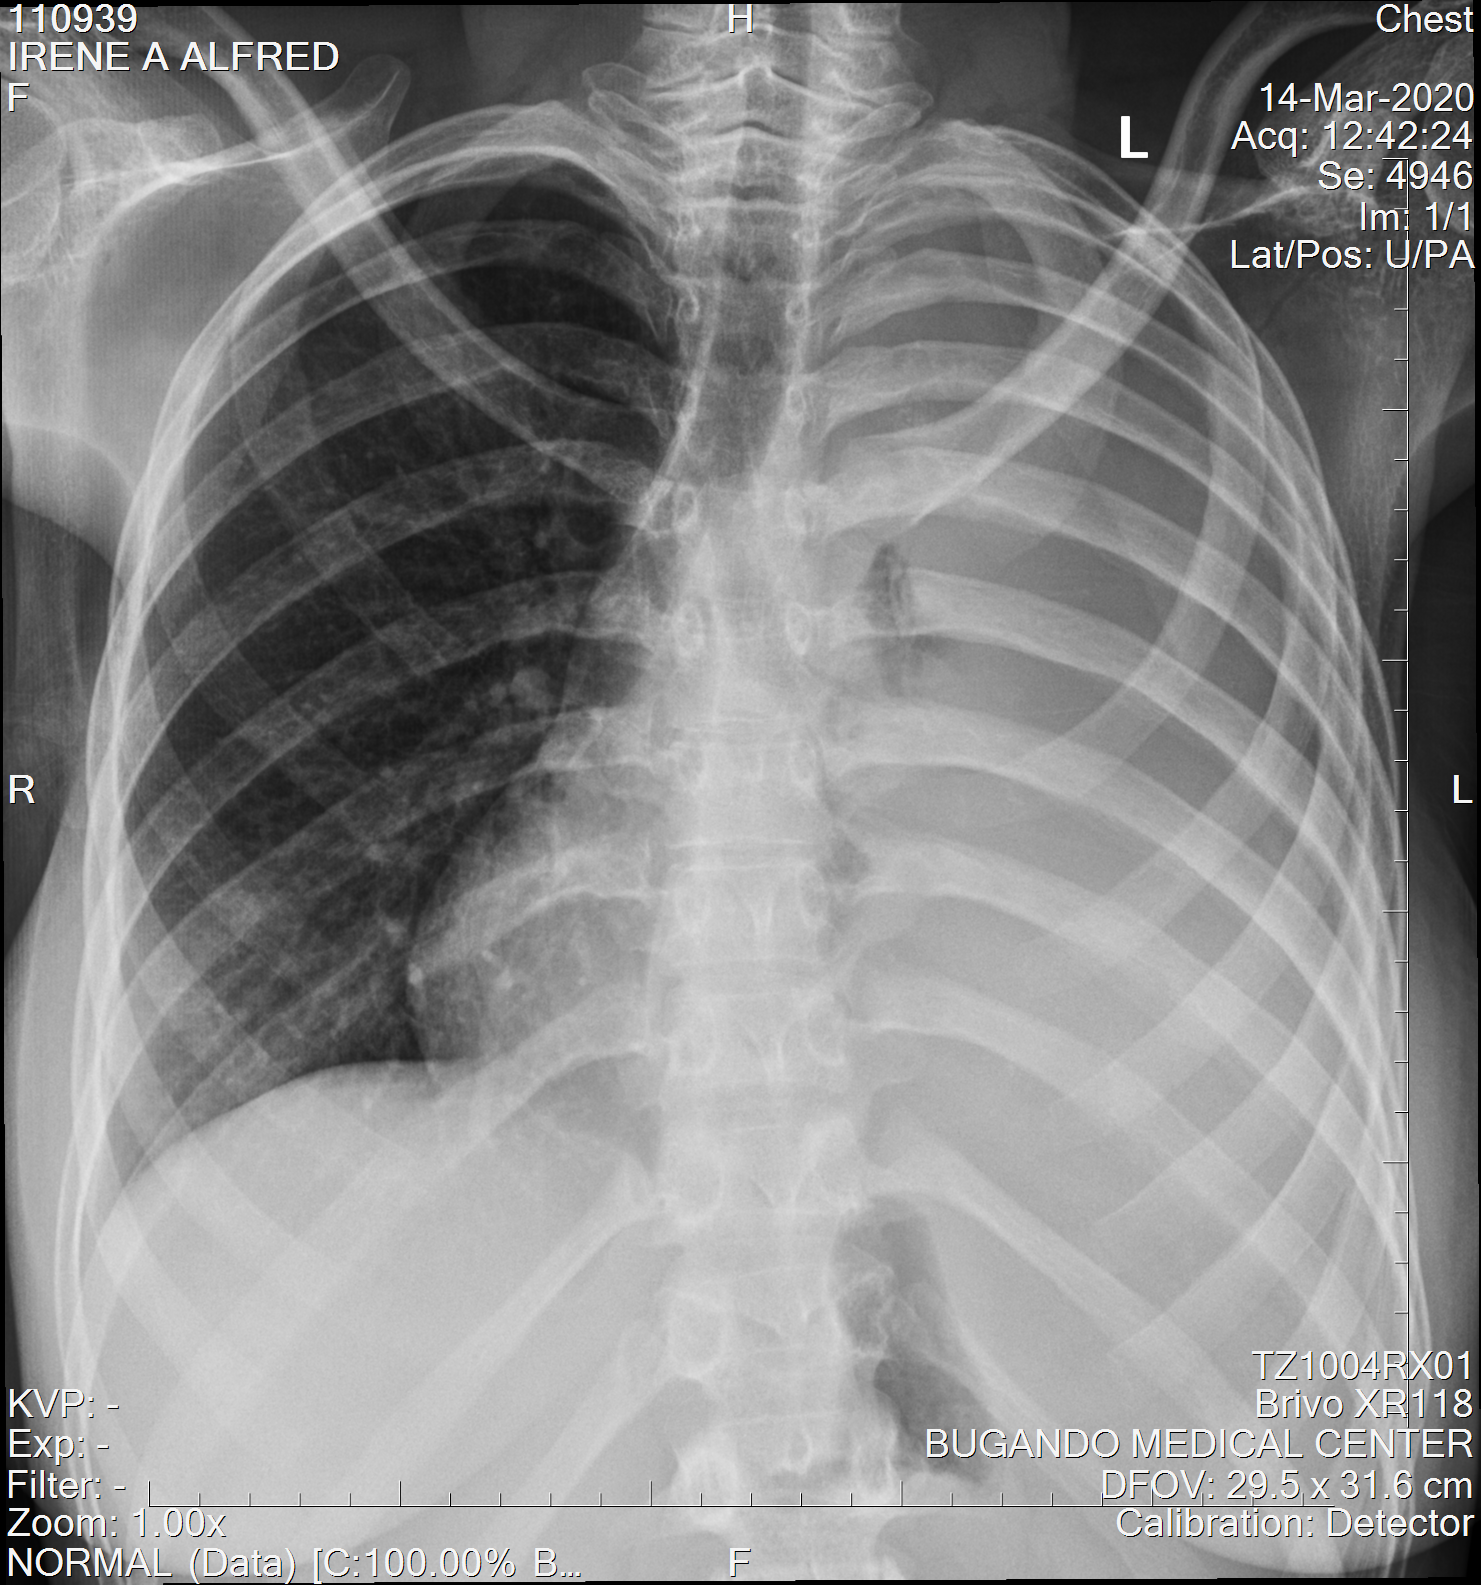 110939
IRENE A ALFRED
F
H
Chest
14-Mar-2020
Acq: 12:42:24
Se: 4946
Im: 1/1
Lat/Pos: U/PA
L
R
L
KVP: -
Exp: -
Filter: -
Zoom: 1.00x
NORMAL (Data) [C:100.00% B...
F
TZ1004RX01
Brivo XR118
BUGANDO MEDICAL CENTER
DFOV: 29.5 x 31.6 cm
Calibration: Detector